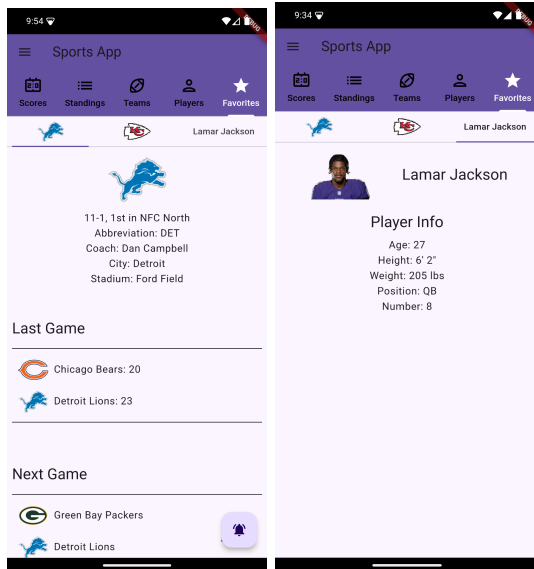 9:54
DEBUG
Sports App
Scores
Standings
Teams
Players
Favorites
Lamar Jackson
11-1, 1st in NFC North
Abbreviation: DET
Coach: Dan Campbell
City: Detroit
Stadium: Ford Field
Last Game
Chicago Bears: 20
Detroit Lions: 23
Next Game
Green Bay Packers
Detroit Lions
9:34
DEBUG
Sports App
Scores
Standings
Teams
Players
Favorites
Lamar Jackson
Lamar Jackson
Player Info
Age: 27
Height: 6' 2"
Weight: 205 lbs
Position: QB
Number: 8